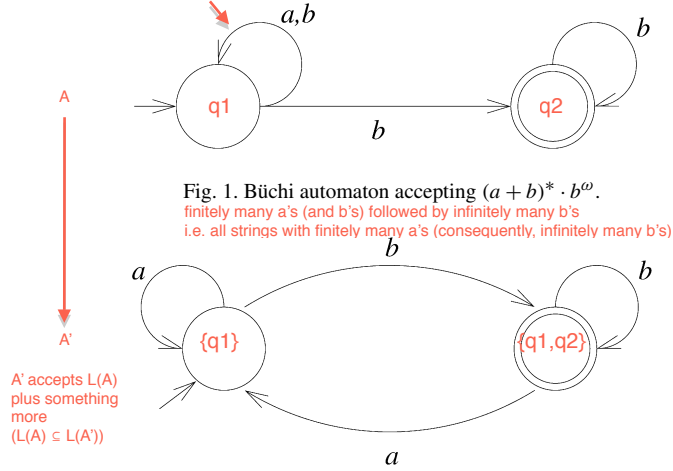 a,b
b
q1
q2
A
b
Fig. 1. Büchi automaton accepting (a + b)* · b^ω.
finitely many a's (and b's) followed by infinitely many b's
i.e. all strings with finitely many a's (consequently, infinitely many b's)
b
a
b
A'
{q1}
{q1,q2}
A' accepts L(A)
plus something
more
(L(A) ⊆ L(A'))
a